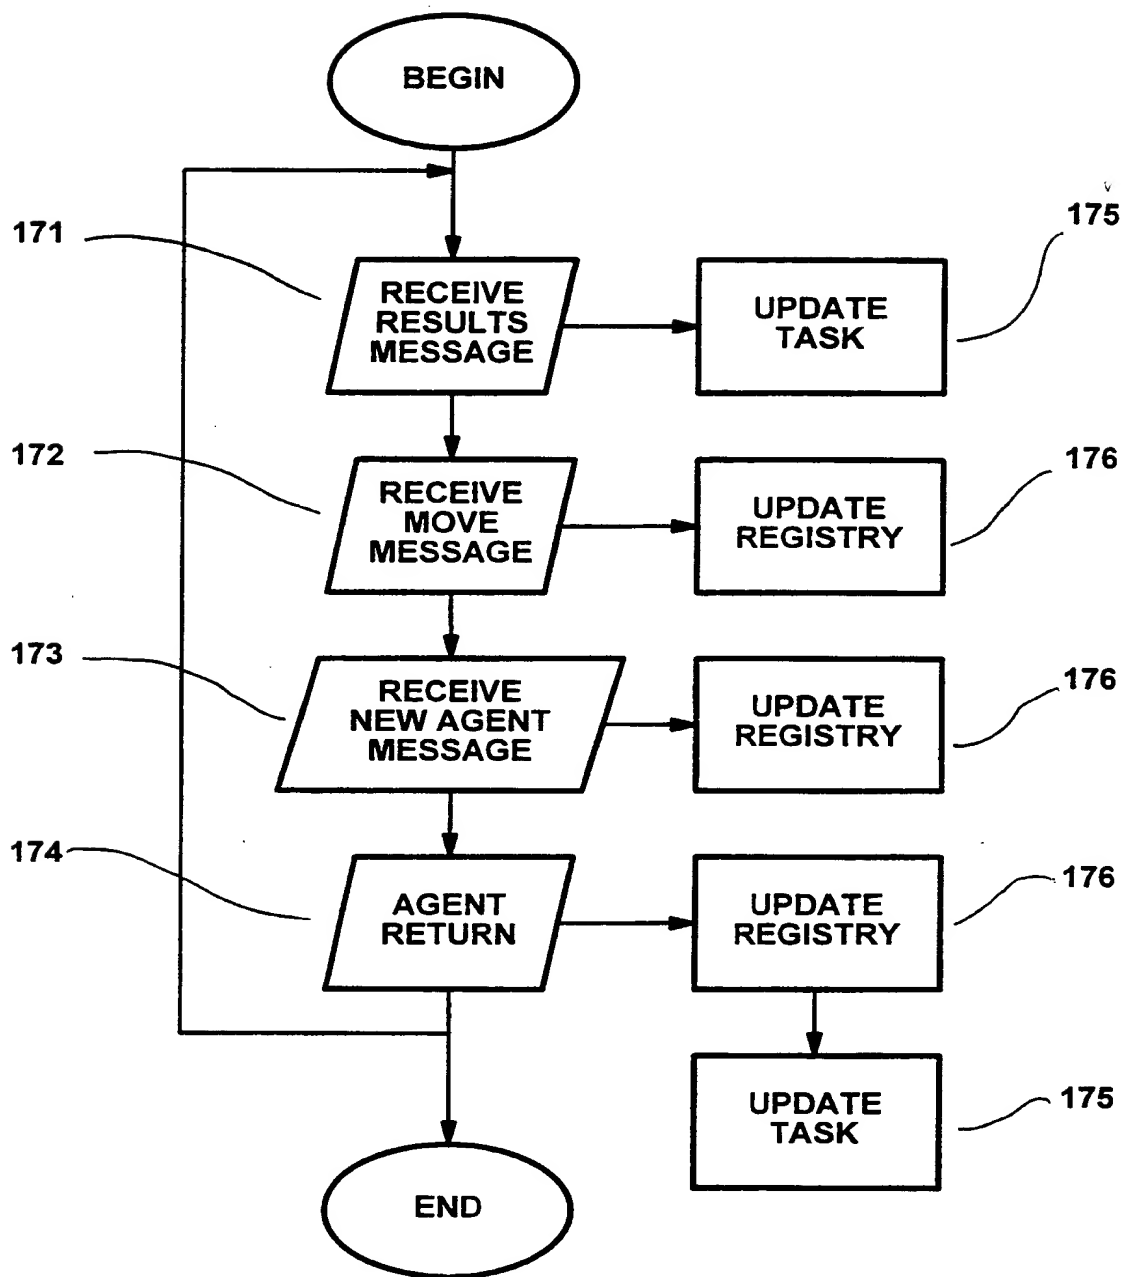 BEGIN
171
RECEIVE
RESULTS
MESSAGE
UPDATE
TASK
175
172
RECEIVE
MOVE
MESSAGE
UPDATE
REGISTRY
176
173
RECEIVE
NEW AGENT
MESSAGE
UPDATE
REGISTRY
176
174
AGENT
RETURN
UPDATE
REGISTRY
176
UPDATE
TASK
175
END